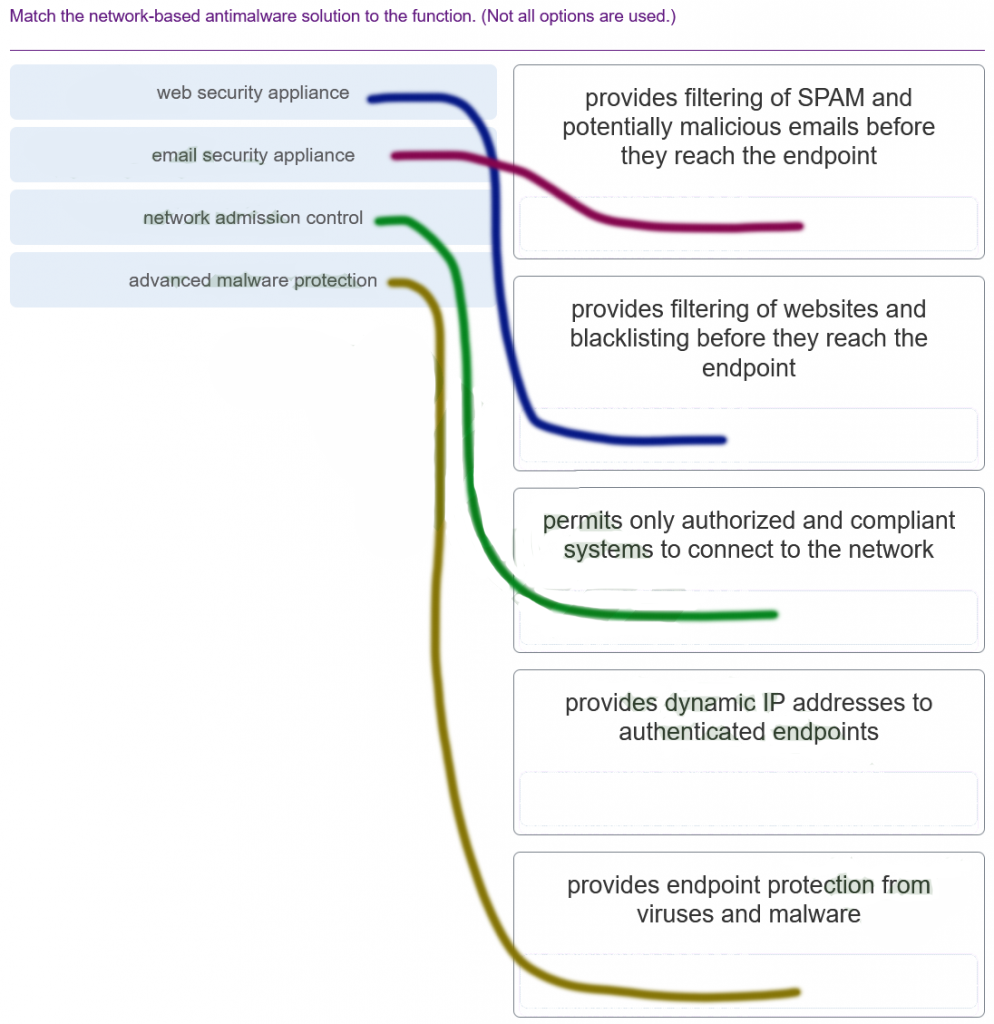 Match the network-based antimalware solution to the function. (Not all options are used.)
web security appliance
email security appliance
network admission control
advanced malware protection
provides filtering of SPAM and
potentially malicious emails before
they reach the endpoint
provides filtering of websites and
blacklisting before they reach the
endpoint
permits only authorized and compliant
systems to connect to the network
provides dynamic IP addresses to
authenticated endpoints
provides endpoint protection from
viruses and malware